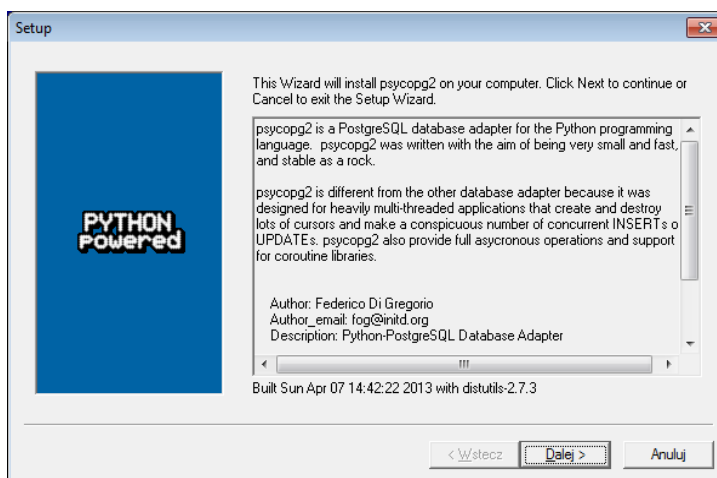 Setup
This Wizard will install psycopg2 on your computer. Click Next to continue or
Cancel to exit the Setup Wizard.
psycopg2 is a PostgreSQL database adapter for the Python programming
language.  psycopg2 was written with the aim of being very small and fast,
and stable as a rock.
psycopg2 is different from the other database adapter because it was
designed for heavily multi-threaded applications that create and destroy
lots of cursors and make a conspicuous number of concurrent INSERTs o
UPDATEs. psycopg2 also provide full asycronous operations and support
for coroutine libraries.
Author: Federico Di Gregorio
Author_email: fog@initd.org
Description: Python-PostgreSQL Database Adapter
PYTHON
Powered
Built Sun Apr 07 14:42:22 2013 with distutils-2.7.3
< Wstecz
Dalej >
Anuluj